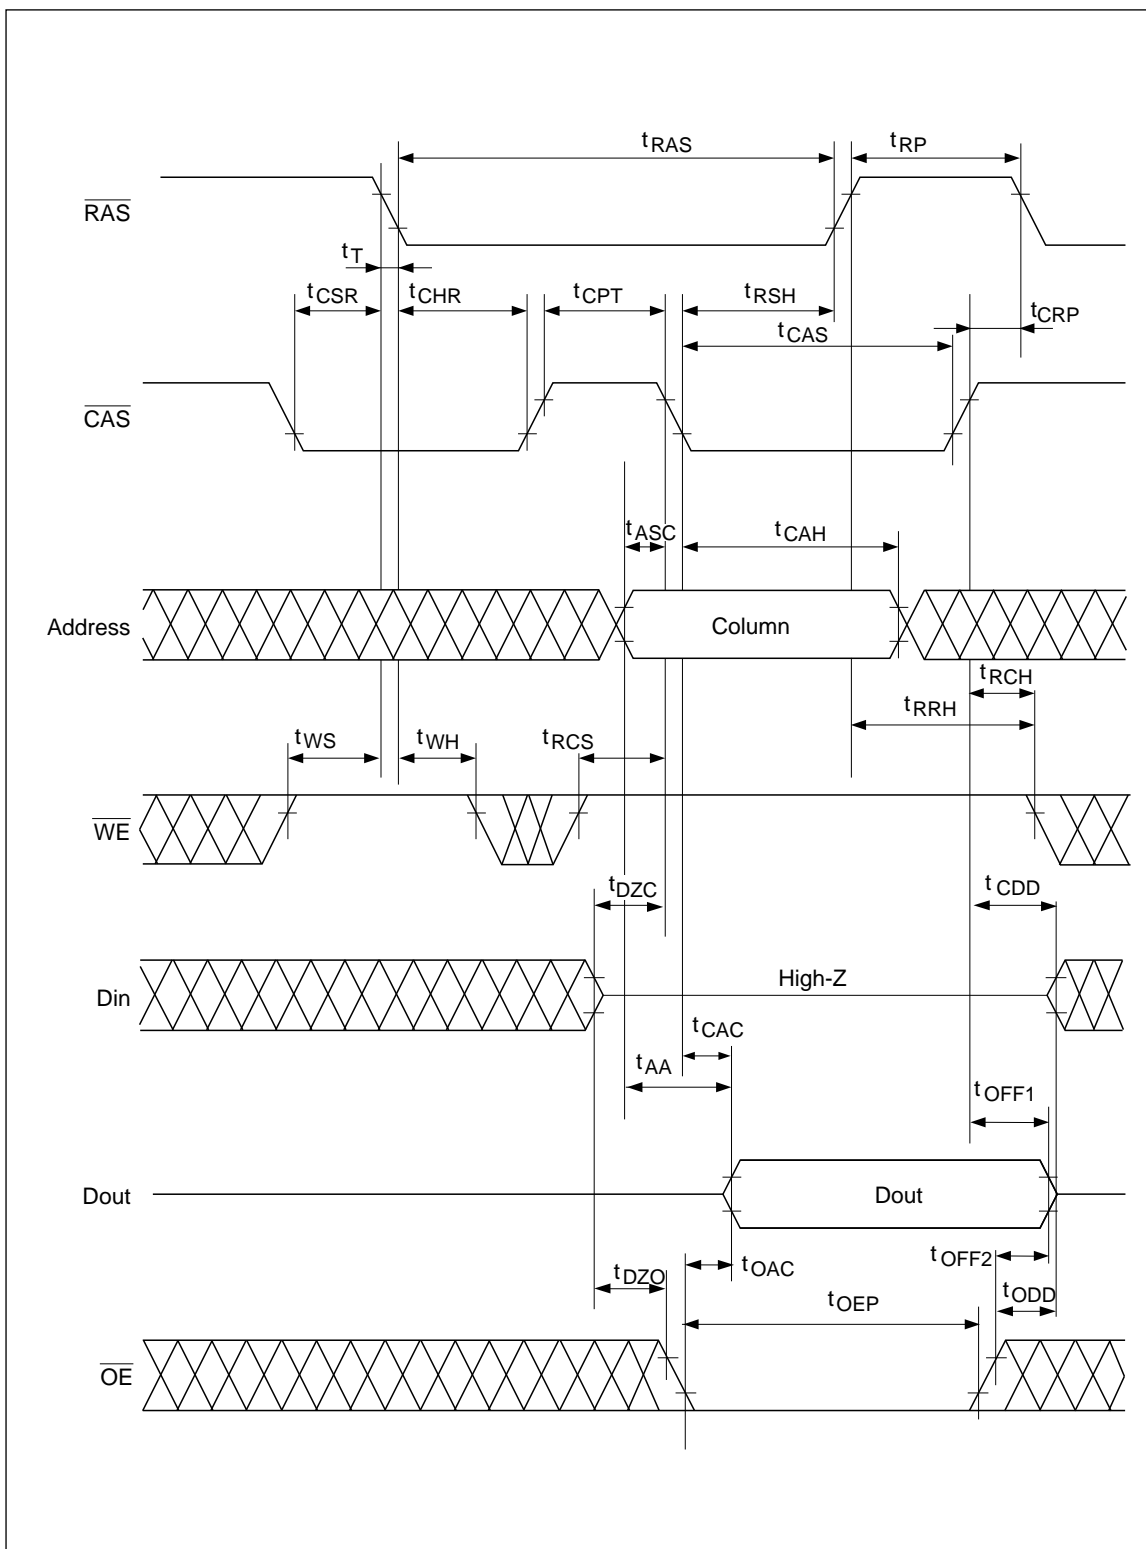 tRAS
tRP
RAS
tT
tCSR
tCHR
tCPT
tRSH
tCRP
tCAS
CAS
tASC
tCAH
Address
Column
tRCH
tRRH
tWS
tWH
tRCS
WE
tDZC
tCDD
High-Z
Din
tCAC
tAA
tOFF1
Dout
Dout
tOFF2
tDZO
tOAC
tODD
tOEP
OE